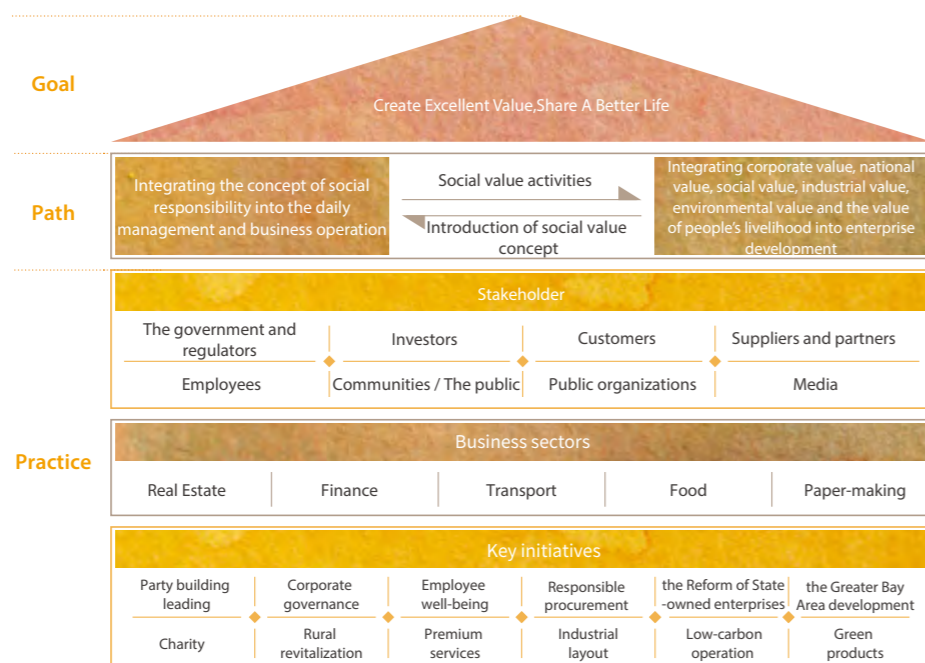 Goal
Create Excellent Value,Share A Better Life
Path
Integrating the concept of social
responsibility into the daily
management and business operation
Social value activities
Introduction of social value
concept
Integrating corporate value, national
value, social value, industrial value,
environmental value and the value
of people's livelihood into enterprise
development
Practice
Stakeholder
The government and
regulators
Investors
Customers
Suppliers and partners
Employees
Communities / The public
Public organizations
Media
Business sectors
Real Estate
Finance
Transport
Food
Paper-making
Key initiatives
Party building
leading
Corporate
governance
Employee
well-being
Responsible
procurement
the Reform of State
-owned enterprises
the Greater Bay
Area development
Charity
Rural
revitalization
Premium
services
Industrial
layout
Low-carbon
operation
Green
products